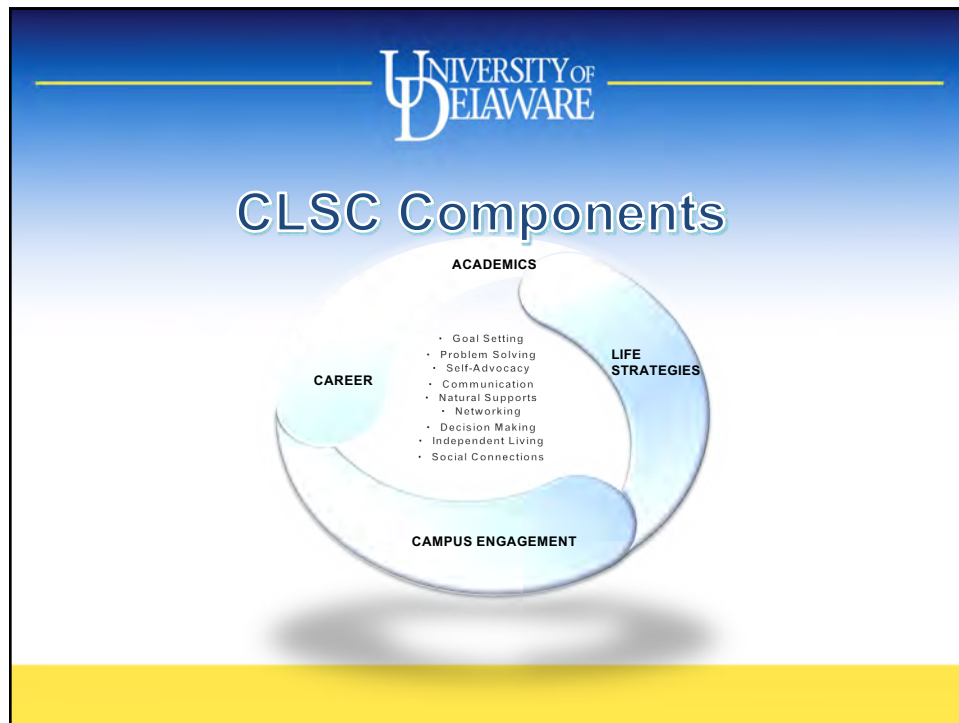 UNIVERSITY OF
DELAWARE
CLSC Components
ACADEMICS
• Goal Setting
• Problem Solving
• Self-Advocacy
• Communication
• Natural Supports
• Networking
• Decision Making
• Independent Living
• Social Connections
LIFE
STRATEGIES
CAREER
CAMPUS ENGAGEMENT